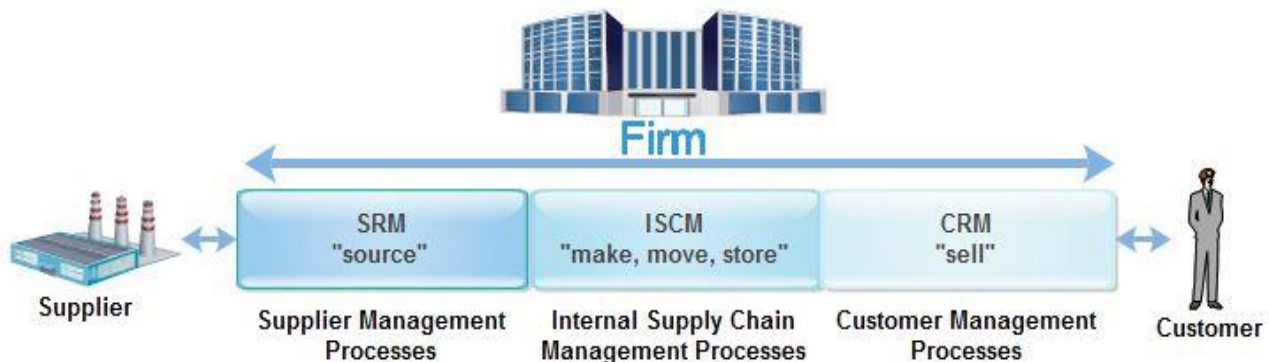 Firm
SRM
"source"
ISCM
"make, move, store"
CRM
"sell"
Supplier
Supplier Management
Processes
Internal Supply Chain
Management Processes
Customer Management
Processes
Customer